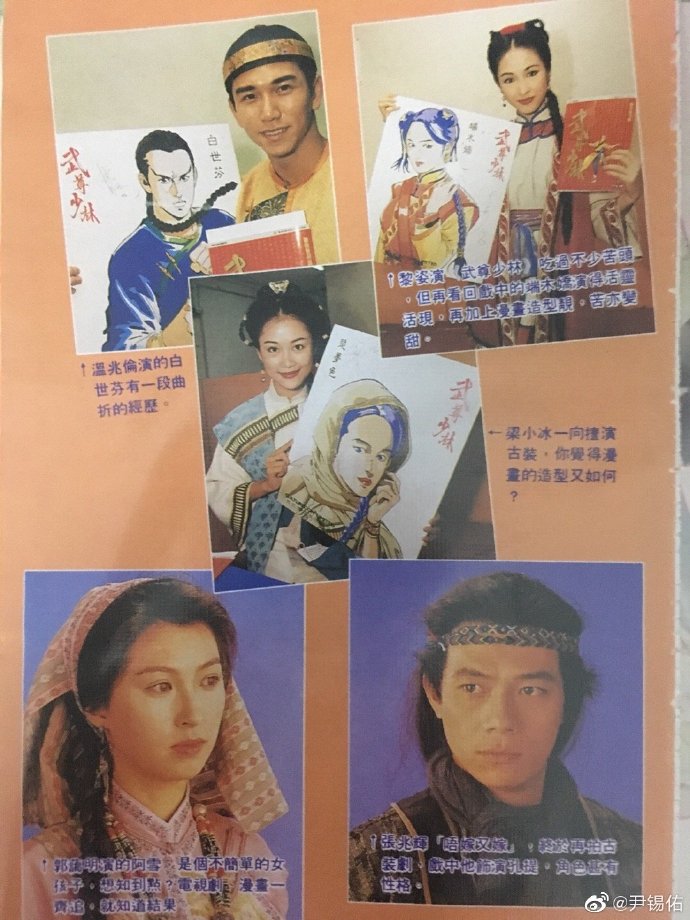 武尊少林
白世芬
武尊少林
↑溫兆倫演的白
世芬有一段曲
折的經歷。
武尊少林
↑黎姿演「武尊少林」吃過不少苦頭
，但再看回戲中的端木嬙演得活靈
活現，再加上漫畫造型靚，苦亦變
甜。
武尊少林
←梁小冰一向擅演
古裝，你覺得漫
畫的造型又如何
？
↑郭藹明演的阿雪，是個不簡單的女
孩子，想知到點？電視劇、漫畫一
齊追，就知道結果。
↑張兆輝「唔嫁又嫁」，終於再拍古
裝劇，戲中他飾演孔提，角色甚有
性格。
@尹锡佑